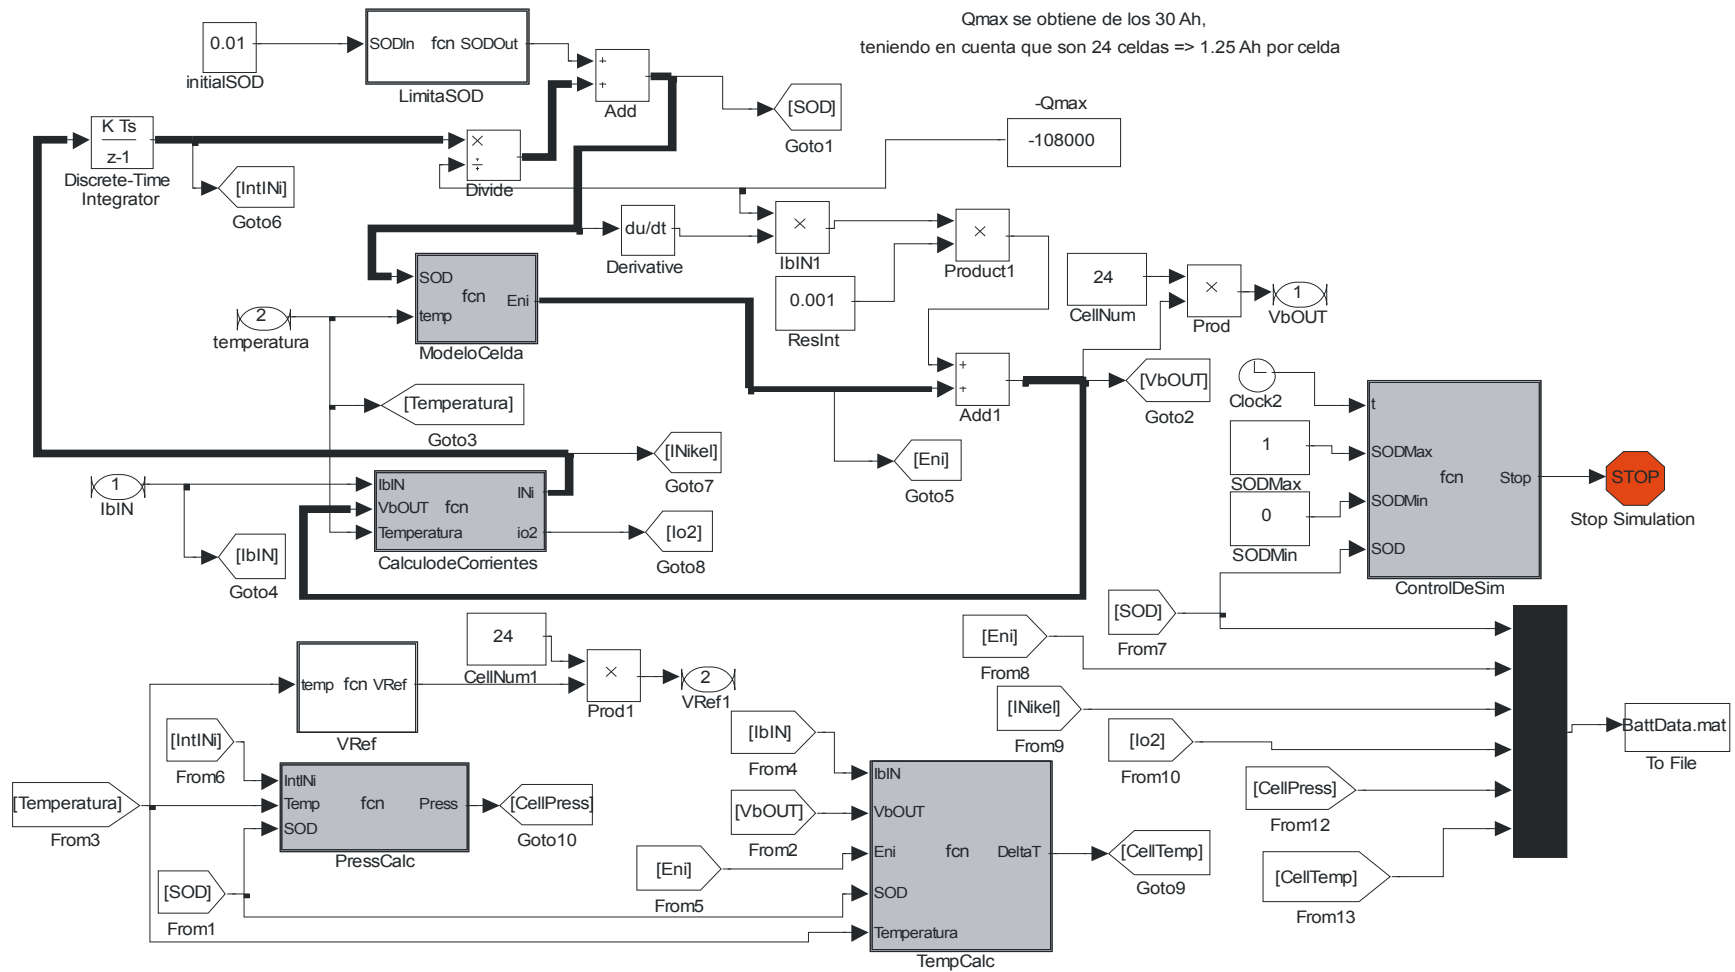 Qmax se obtiene de los 30 Ah,
teniendo en cuenta que son 24 celdas => 1.25 Ah por celda
0.01
initialSOD
SODIn fcn SODOut
LimitaSOD
+
+
Add
[SOD]
Goto1
-Qmax
-108000
K Ts
z-1
Discrete-Time
Integrator
[IntINi]
Goto6
×
÷
Divide
du/dt
Derivative
×
IbIN1
×
Product1
0.001
ResInt
SOD
fcn
Eni
temp
ModeloCelda
2
temperatura
24
CellNum
×
Prod
1
VbOUT
+
+
Add1
[VbOUT]
Goto2
[Temperatura]
Goto3
[INikel]
Goto7
[Eni]
Goto5
1
IbIN
IbIN
VbOUT
fcn
INi
Temperatura
io2
CalculodeCorrientes
[Io2]
Goto8
[IbIN]
Goto4
Clock2
1
SODMax
0
SODMin
t
SODMax
fcn
Stop
SODMin
SOD
ControlDeSim
STOP
Stop Simulation
[SOD]
From7
[Eni]
From8
[INikel]
From9
[Io2]
From10
[CellPress]
From12
[CellTemp]
From13
BattData.mat
To File
24
CellNum1
temp fcn VRef
VRef
×
Prod1
2
VRef1
[IntINi]
From6
[Temperatura]
From3
IntINi
Temp
fcn
Press
SOD
PressCalc
[CellPress]
Goto10
[SOD]
From1
[IbIN]
From4
[VbOUT]
From2
[Eni]
From5
IbIN
VbOUT
Eni
fcn
DeltaT
SOD
Temperatura
TempCalc
[CellTemp]
Goto9